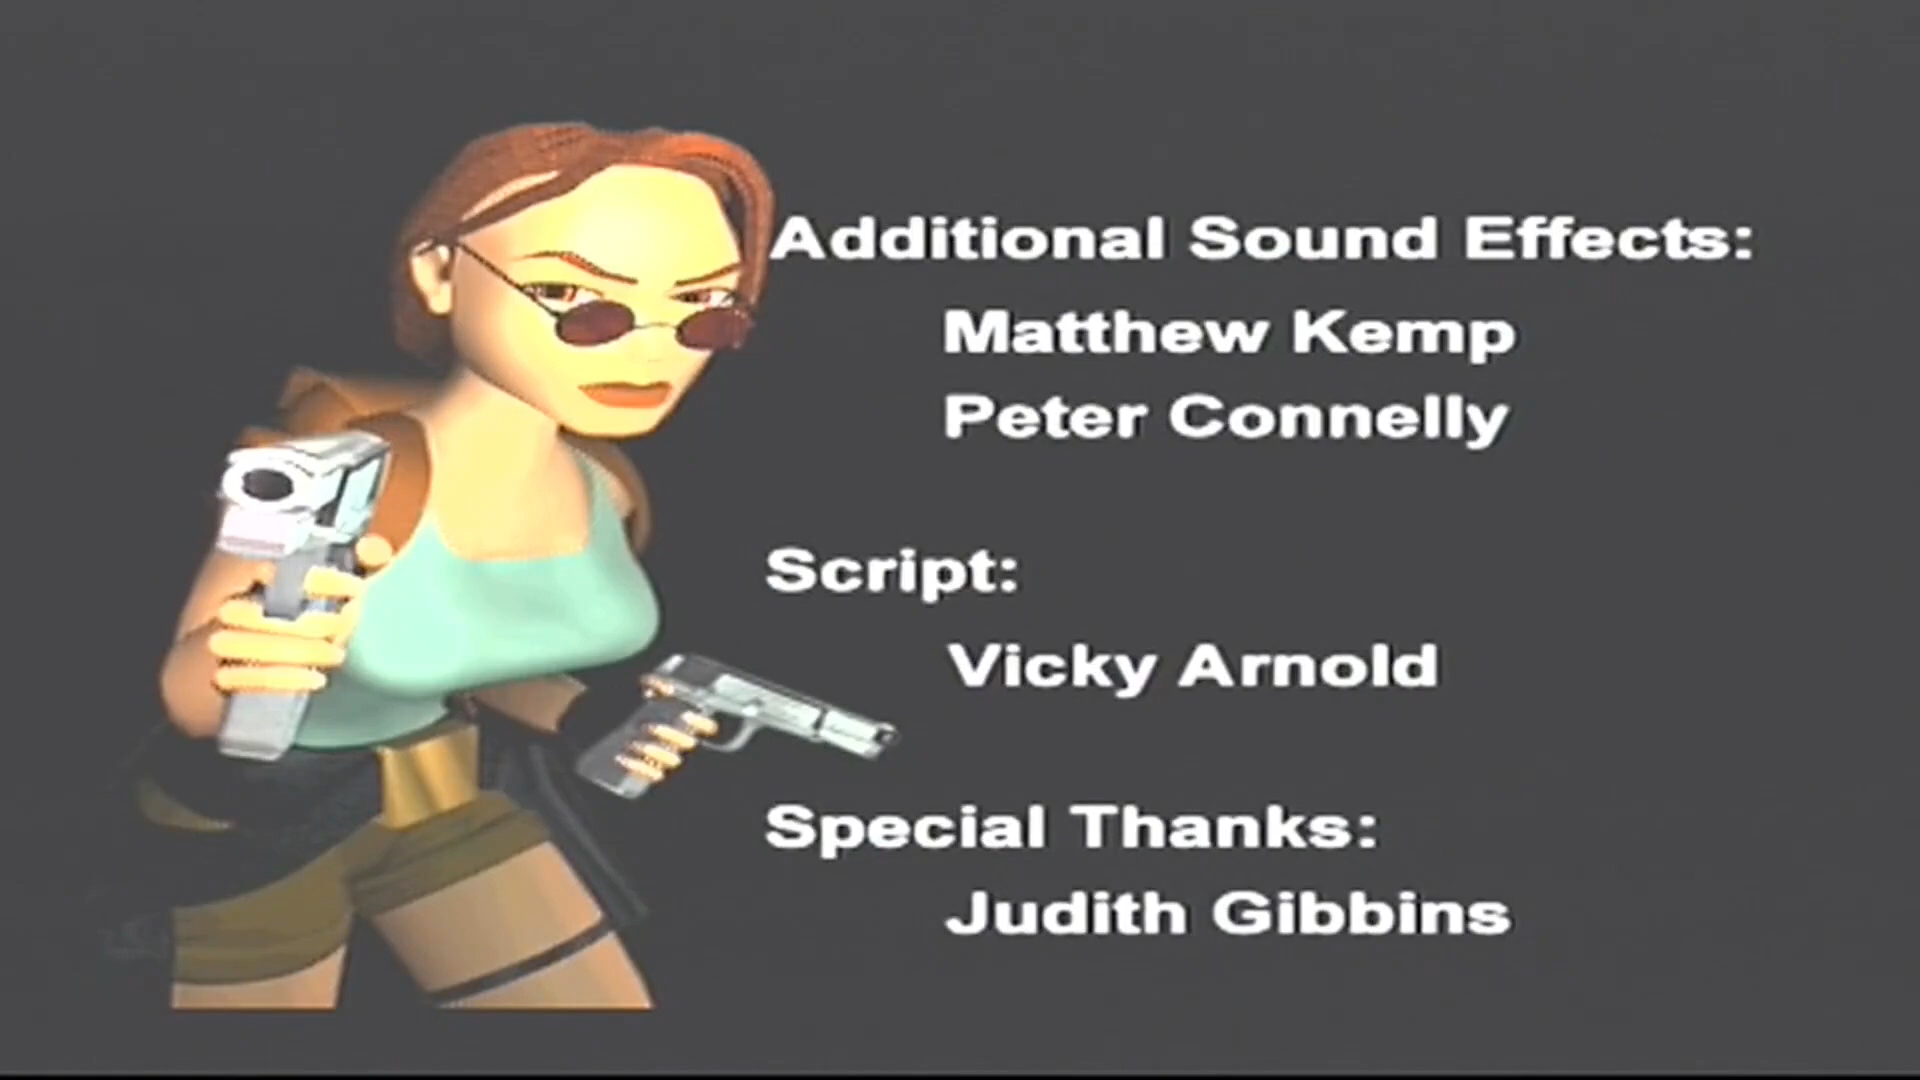 Additional Sound Effects:
Matthew Kemp
Peter Connelly
Script:
Vicky Arnold
Special Thanks:
Judith Gibbins